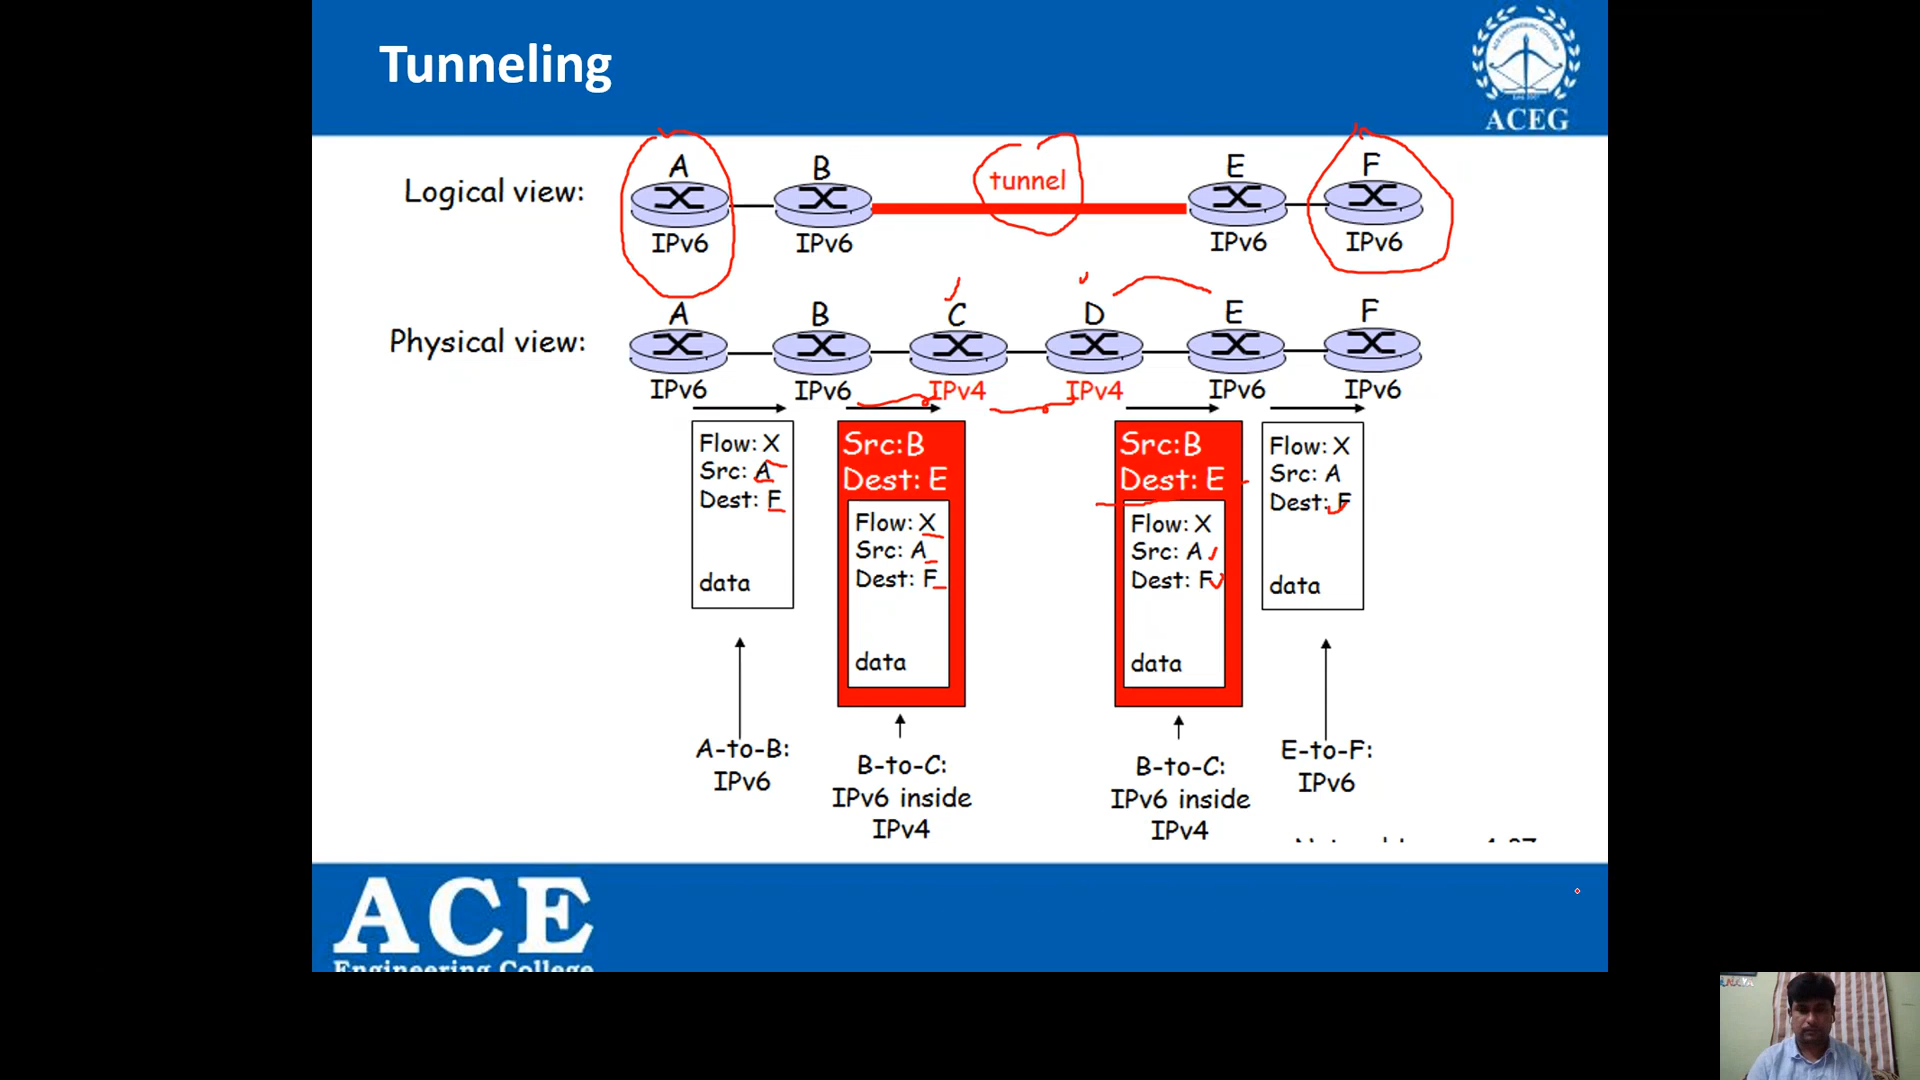 Tunneling
ACEG
A B tunnel E F
Logical view:
IPv6 IPv6 IPv6 IPv6
A B C D E F
Physical view:
IPv6 IPv6 IPv4 IPv4 IPv6 IPv6
Flow: X
Src: A
Dest: F
data
Src:B
Dest: E
Flow: X
Src: A
Dest: F
data
Src:B
Dest: E
Flow: X
Src: A
Dest: F
data
Flow: X
Src: A
Dest: F
data
A-to-B:
IPv6
B-to-C:
IPv6 inside
IPv4
B-to-C:
IPv6 inside
IPv4
E-to-F:
IPv6
ACE
Engineering College